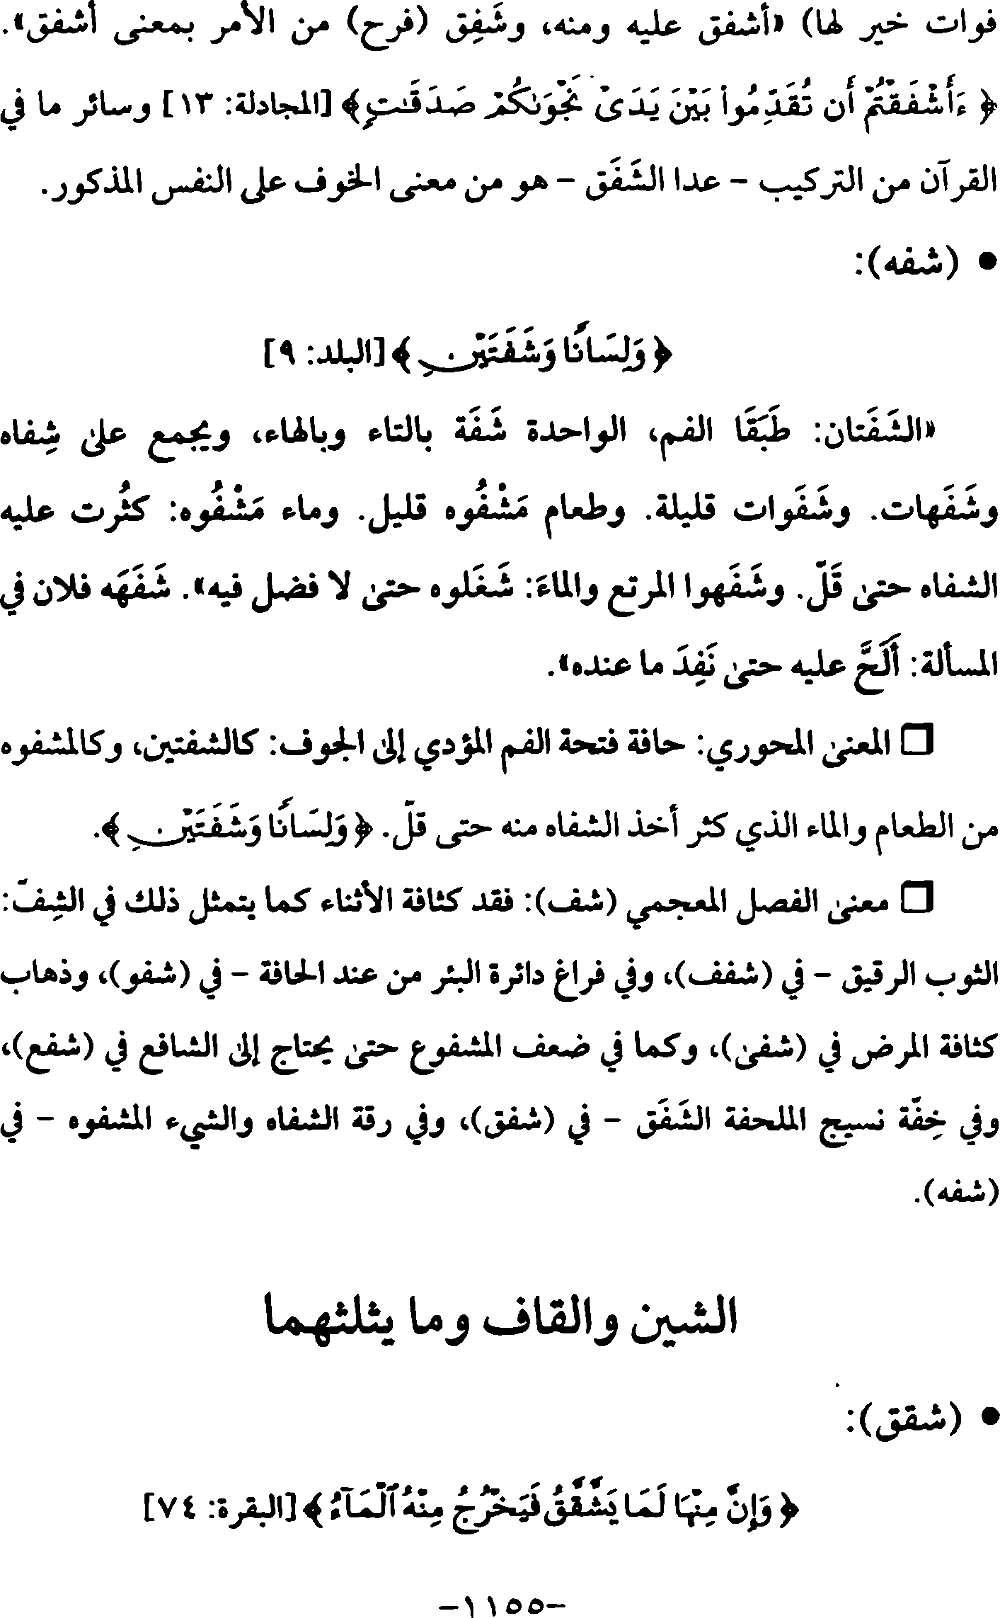 فوات خير لها) «أشفق عليه ومنه، وشَفِق (فرح) من الأمر بمعنى أشفق».
﴿ ءَأَشْفَقْتُمْ أَن تُقَدِّمُوا۟ بَيْنَ يَدَىْ نَجْوَىٰكُمْ صَدَقَـٰتٍ ﴾ [المجادلة: ١٣] وسائر ما في
القرآن من التركيب – عدا الشَّفَق – هو من معنى الخوف على النفس المذكور.
● (شفه):
﴿ وَلِسَانًا وَشَفَتَيْنِ ﴾ [البلد: ٩]
«الشَّفَتان: طَبَقَا الفم، الواحدة شَفَة بالتاء وبالهاء، ويجمع على شِفاه
وشَفَهات. وشَفَوات قليلة. وطعام مَشْفُوه قليل. وماء مَشْفُوه: كثُرت عليه
الشفاه حتى قَلّ. وشَفَهوا المرتع والماءَ: شَغَلوه حتى لا فضل فيه». شَفَهَه فلان في
المسألة: أَلَحَّ عليه حتى نَفِدَ ما عنده».
❒ المعنى المحوري: حافة فتحة الفم المؤدي إلى الجوف: كالشفتين، وكالمشفوه
من الطعام والماء الذي كثر أخذ الشفاه منه حتى قلّ. ﴿ وَلِسَانًا وَشَفَتَيْنِ ﴾.
❒ معنى الفصل المعجمي (شف): فقد كثافة الأثناء كما يتمثل ذلك في الشِفّ:
الثوب الرقيق – في (شفف)، وفي فراغ دائرة البئر من عند الحافة – في (شفو)، وذهاب
كثافة المرض في (شفى)، وكما في ضعف المشفوع حتى يحتاج إلى الشافع في (شفع)،
وفي خِفّة نسيج الملحفة الشَّفَق – في (شفق)، وفي رقة الشفاه والشيء المشفوه – في
(شفه).
الشين والقاف وما يثلثهما
● (شقق):
﴿ وَإِنَّ مِنْهَا لَمَا يَشَّقَّقُ فَيَخْرُجُ مِنْهُ ٱلْمَآءُ ﴾ [البقرة: ٧٤]
-١١٥٥-